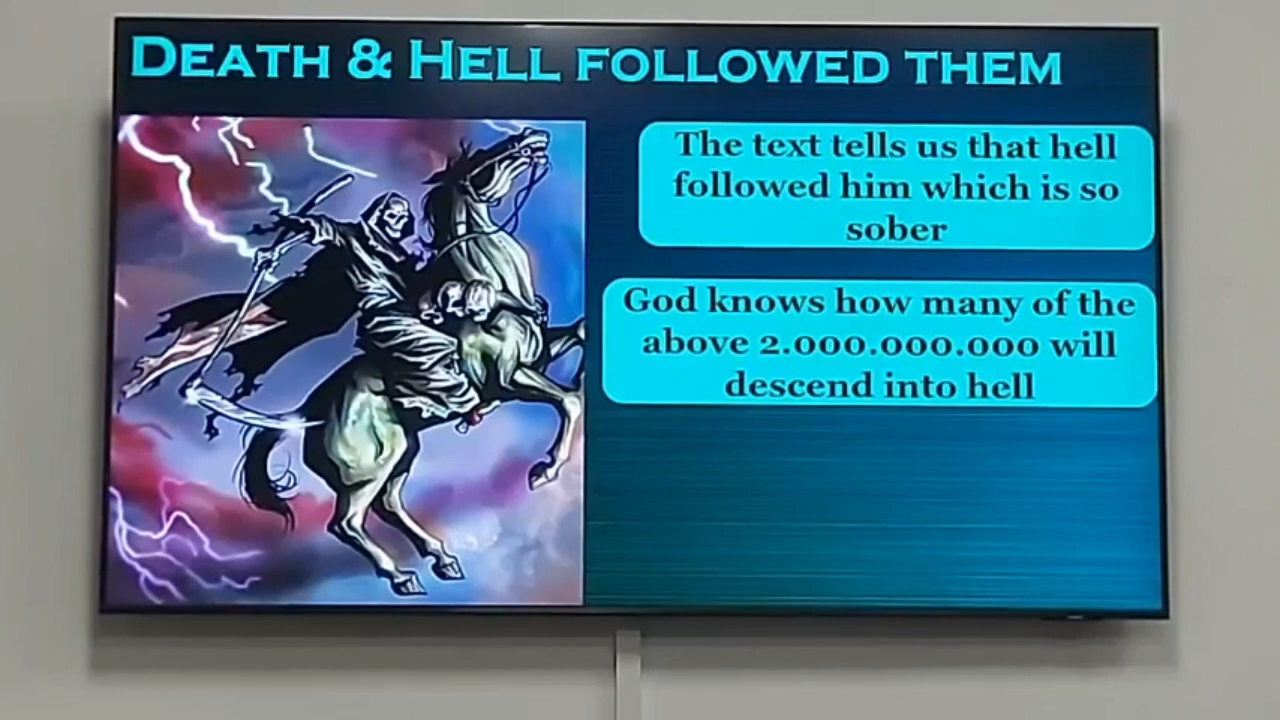 DEATH & HELL FOLLOWED THEM
The text tells us that hell
followed him which is so
sober
God knows how many of the
above 2.000.000.000 will
descend into hell